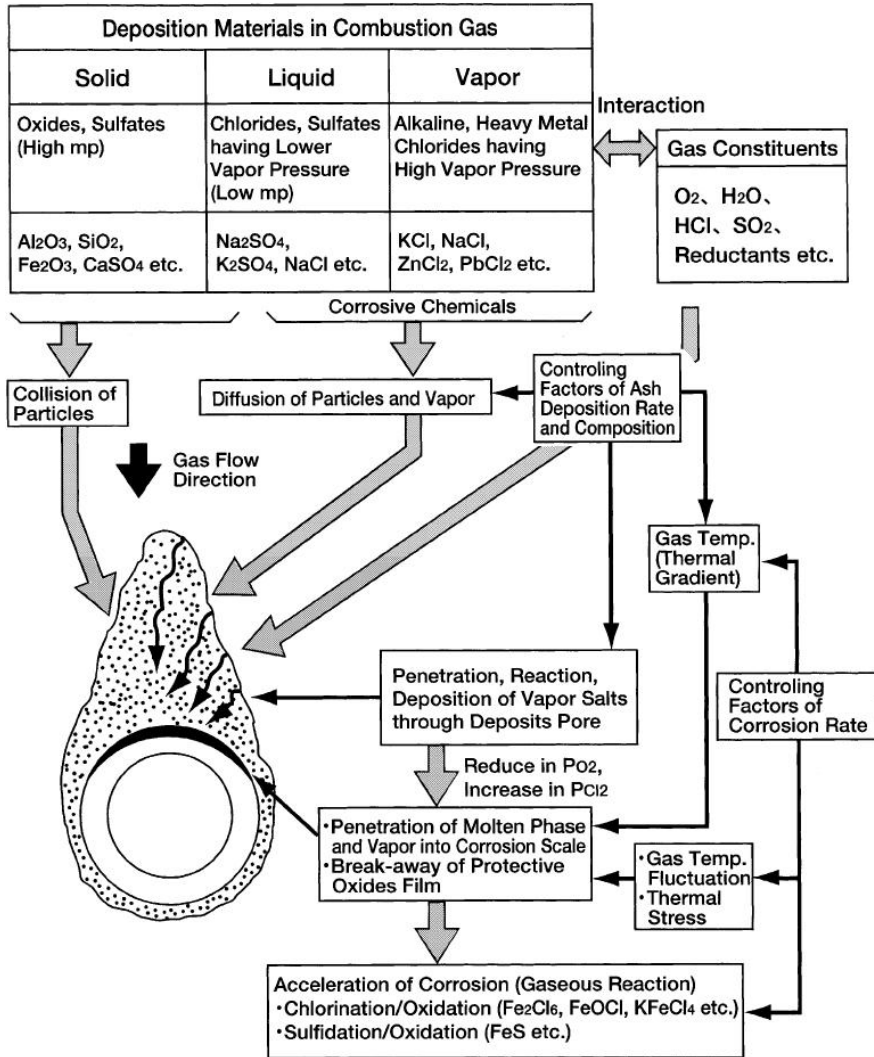 Deposition Materials in Combustion Gas
Solid
Liquid
Vapor
Oxides, Sulfates
(High mp)
Chlorides, Sulfates
having Lower
Vapor Pressure
(Low mp)
Alkaline, Heavy Metal
Chlorides having
High Vapor Pressure
Al2O3, SiO2,
Fe2O3, CaSO4 etc.
Na2SO4,
K2SO4, NaCl etc.
KCl, NaCl,
ZnCl2, PbCl2 etc.
Interaction
Gas Constituents
O2、H2O、
HCl、SO2、
Reductants etc.
Corrosive Chemicals
Collision of
Particles
Diffusion of Particles and Vapor
Controling
Factors of Ash
Deposition Rate
and Composition
Gas Flow
Direction
Gas Temp.
(Thermal
Gradient)
Penetration, Reaction,
Deposition of Vapor Salts
through Deposits Pore
Controling
Factors of
Corrosion Rate
Reduce in PO2,
Increase in PCl2
・Penetration of Molten Phase
and Vapor into Corrosion Scale
・Break-away of Protective
Oxides Film
・Gas Temp.
Fluctuation
・Thermal
Stress
Acceleration of Corrosion (Gaseous Reaction)
・Chlorination/Oxidation (Fe2Cl6, FeOCl, KFeCl4 etc.)
・Sulfidation/Oxidation (FeS etc.)